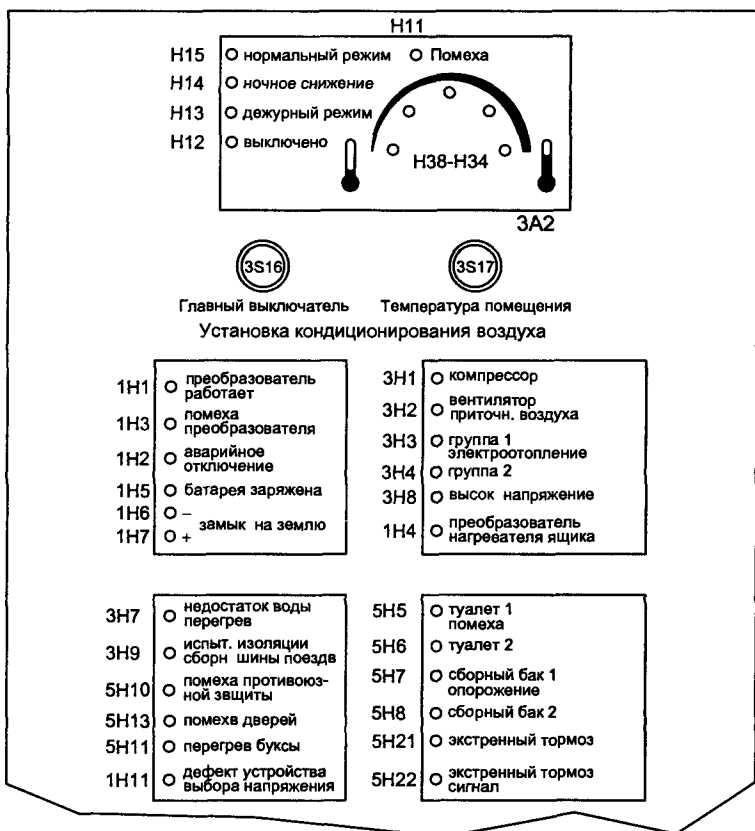 H11
H15 нормальный режим Помеха
H14 ночное снижение
H13 дежурный режим
H12 выключено
H38-H34
3A2
3S16 3S17
Главный выключатель Температура помещения
Установка кондиционирования воздуха
1H1 преобразователь
работает
1H3 помеха
преобразователя
1H2 аварийное
отключение
1H5 батарея заряжена
1H6 –
замык на землю
1H7 +
3H1 компрессор
3H2 вентилятор
приточн. воздуха
3H3 группа 1
электроотопление
3H4 группа 2
3H8 высок напряжение
1H4 преобразователь
нагревателя ящика
3H7 недостаток воды
перегрев
3H9 испыт. изоляции
сборн шины поездв
5H10 помеха противоюз-
ной звщиты
5H13 помехв дверей
5H11 перегрев буксы
1H11 дефект устройства
выбора напряжения
5H5 туалет 1
помеха
5H6 туалет 2
5H7 сборный бак 1
опорожение
5H8 сборный бак 2
5H21 экстренный тормоз
5H22 экстренный тормоз
сигнал